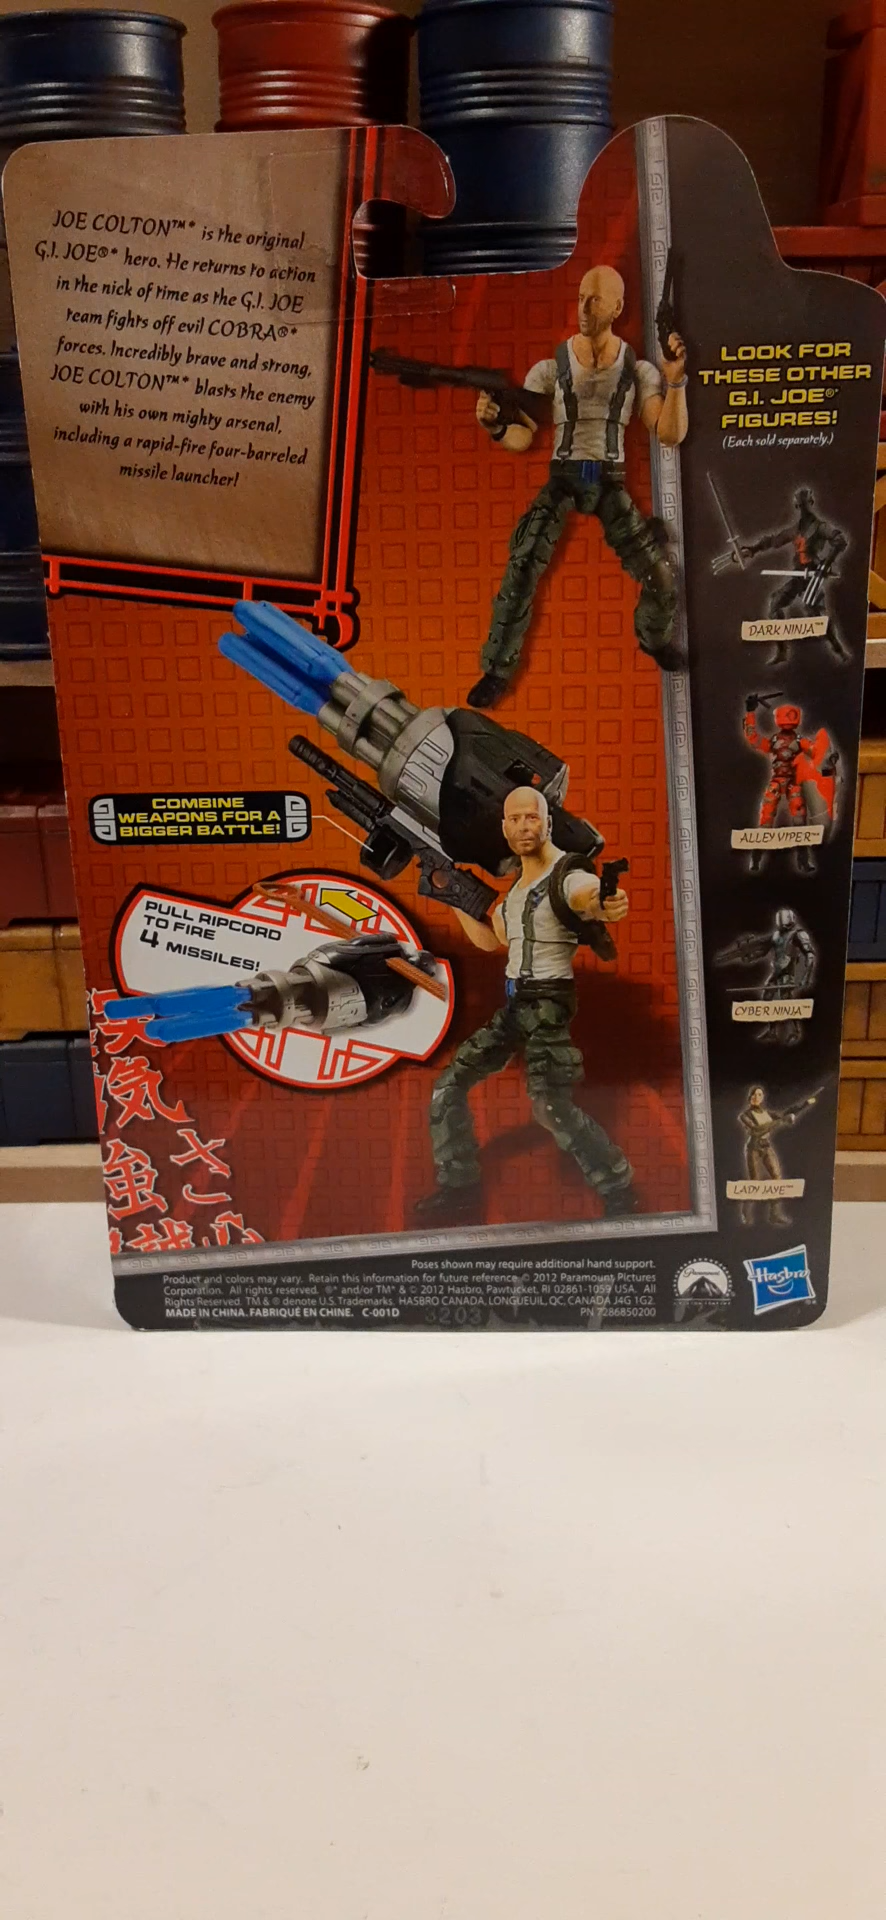 JOE COLTON™* is the original
G.I. JOE®* hero. He returns to action
in the nick of time as the G.I. JOE
team fights off evil COBRA®*
forces. Incredibly brave and strong,
JOE COLTON™* blasts the enemy
with his own mighty arsenal,
including a rapid-fire four-barreled
missile launcher!
LOOK FOR
THESE OTHER
G.I. JOE®*
FIGURES!
(Each sold separately.)
DARK NINJA™*
ALLEY VIPER™*
CYBER NINJA™*
LADY JAYE™*
COMBINE
WEAPONS FOR A
BIGGER BATTLE!
PULL RIPCORD
TO FIRE
4 MISSILES!
気
強さ
Poses shown may require additional hand support.
Product and colors may vary. Retain this information for future reference. © 2012 Paramount Pictures
Corporation. All rights reserved. ®* and/or TM* & © 2012 Hasbro, Pawtucket, RI 02861-1059 USA. All
Rights Reserved. TM & ® denote U.S. Trademarks. HASBRO CANADA, LONGUEUIL, QC, CANADA J4G 1G2.
MADE IN CHINA. FABRIQUÉ EN CHINE. C-001D
PN 7286850200
3203
Paramount
Hasbro